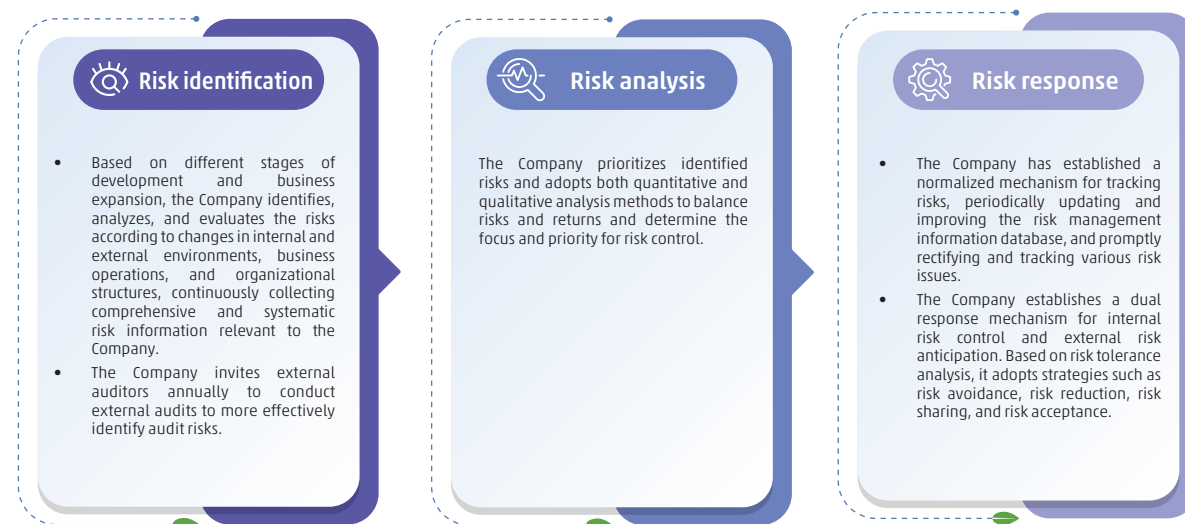 Risk identification
• Based on different stages of
development and business
expansion, the Company identifies,
analyzes, and evaluates the risks
according to changes in internal and
external environments, business
operations, and organizational
structures, continuously collecting
comprehensive and systematic
risk information relevant to the
Company.
• The Company invites external
auditors annually to conduct
external audits to more effectively
identify audit risks.
Risk analysis
The Company prioritizes identified
risks and adopts both quantitative and
qualitative analysis methods to balance
risks and returns and determine the
focus and priority for risk control.
Risk response
• The Company has established a
normalized mechanism for tracking
risks, periodically updating and
improving the risk management
information database, and promptly
rectifying and tracking various risk
issues.
• The Company establishes a dual
response mechanism for internal
risk control and external risk
anticipation. Based on risk tolerance
analysis, it adopts strategies such as
risk avoidance, risk reduction, risk
sharing, and risk acceptance.